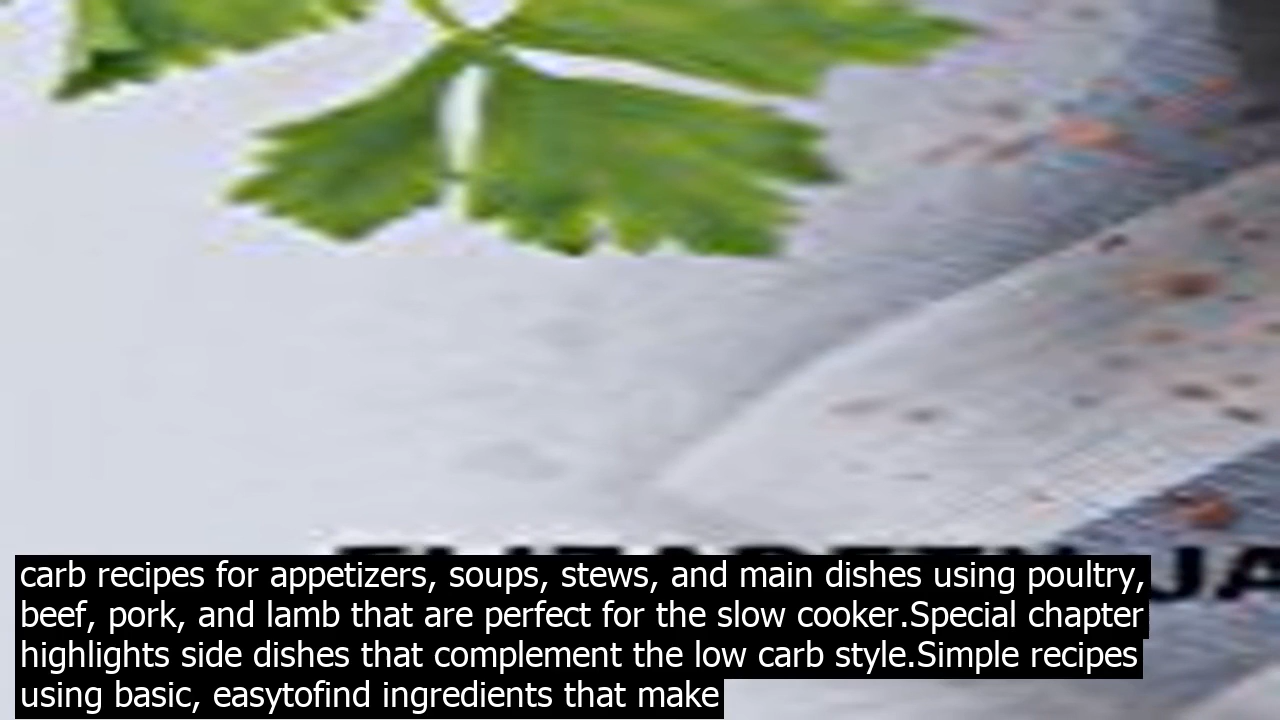 carb recipes for appetizers, soups, stews, and main dishes using poultry,
beef, pork, and lamb that are perfect for the slow cooker.Special chapter
highlights side dishes that complement the low carb style.Simple recipes
using basic, easytofind ingredients that make